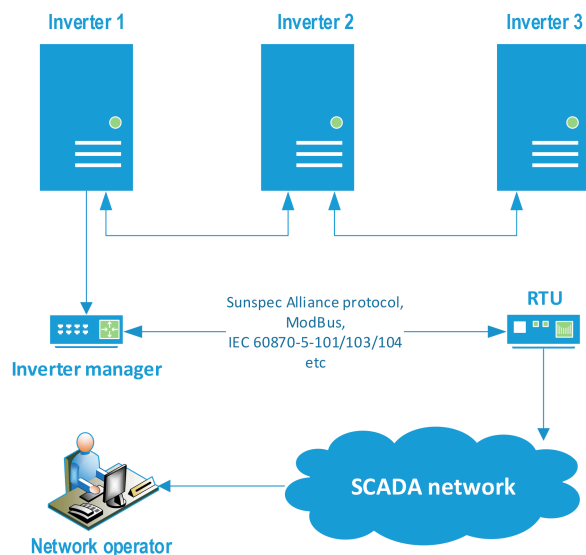 Inverter 1
Inverter 2
Inverter 3
Sunspec Alliance protocol,
ModBus,
IEC 60870-5-101/103/104
etc
RTU
Inverter manager
SCADA network
Network operator